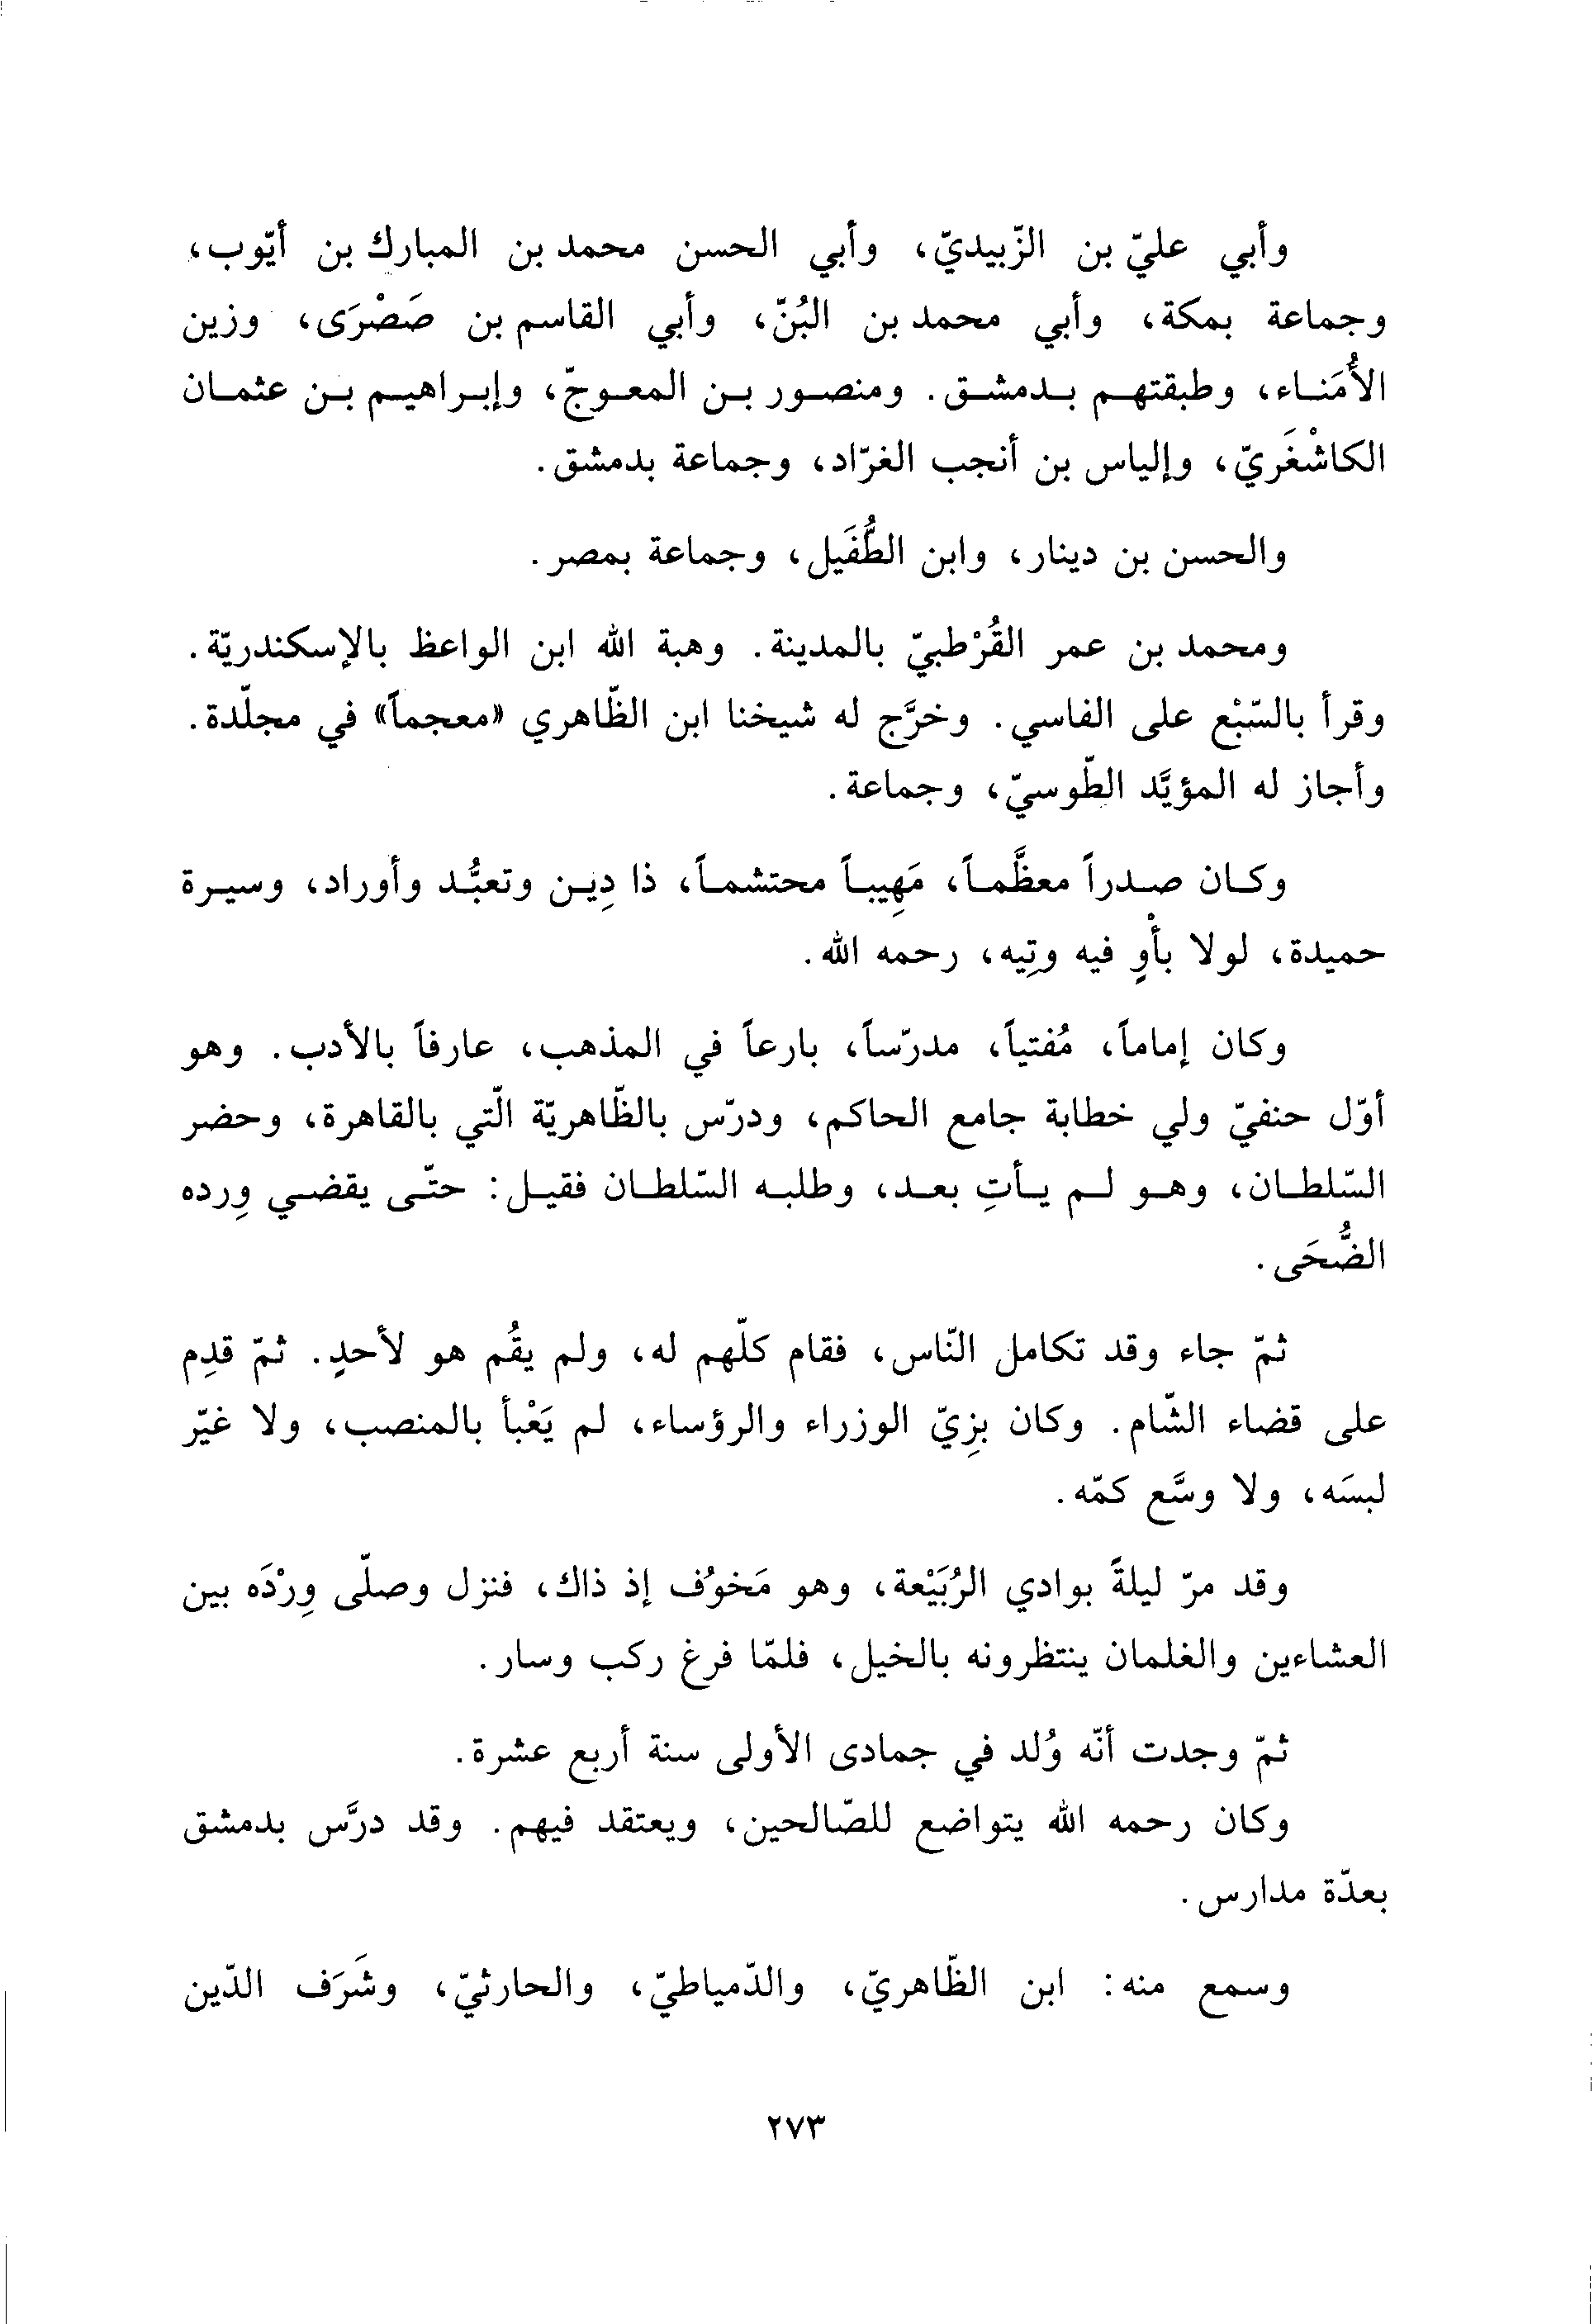 وأبي عليّ بن الزّبيديّ، وأبي الحسن محمد بن المبارك بن أيّوب،
وجماعة بمكة، وأبي محمد بن البُنّ، وأبي القاسم بن صَصْرَى، وزين
الأُمَناء، وطبقتهم بدمشق. ومنصور بن المعوجّ، وإبراهيم بن عثمان
الكاشْغَريّ، وإلياس بن أنجب الغرّاد، وجماعة بدمشق.
والحسن بن دينار، وابن الطُّفَيل، وجماعة بمصر.
ومحمد بن عمر القُرْطبيّ بالمدينة. وهبة الله ابن الواعظ بالإسكندريّة.
وقرأ بالسّبْع على الفاسي. وخرَّج له شيخنا ابن الظّاهري «معجماً» في مجلّدة.
وأجاز له المؤيَّد الطّوسيّ، وجماعة.
وكان صدراً معظَّماً، مَهِيباً محتشماً، ذا دِين وتعبُّد وأوراد، وسيرة
حميدة، لولا بأْوٍ فيه وتِيه، رحمه الله.
وكان إماماً، مُفتياً، مدرّساً، بارعاً في المذهب، عارفاً بالأدب. وهو
أوّل حنفيّ ولي خطابة جامع الحاكم، ودرّس بالظّاهريّة الّتي بالقاهرة، وحضر
السّلطان، وهو لم يأتِ بعد، وطلبه السّلطان فقيل: حتّى يقضي وِرده
الضُّحَى.
ثمّ جاء وقد تكامل النّاس، فقام كلّهم له، ولم يقُم هو لأحدٍ. ثمّ قدِم
على قضاء الشّام. وكان بزِيّ الوزراء والرؤساء، لم يَعْبأ بالمنصب، ولا غيّر
لبسَه، ولا وسَّع كمّه.
وقد مرّ ليلةً بوادي الرُبَيْعة، وهو مَخوُف إذ ذاك، فنزل وصلّى وِرْدَه بين
العشاءين والغلمان ينتظرونه بالخيل، فلمّا فرغ ركب وسار.
ثمّ وجدت أنّه وُلد في جمادى الأولى سنة أربع عشرة.
وكان رحمه الله يتواضع للصّالحين، ويعتقد فيهم. وقد درَّس بدمشق
بعدّة مدارس.
وسمع منه: ابن الظّاهريّ، والدّمياطيّ، والحارثيّ، وشَرَف الدّين
٢٧٣